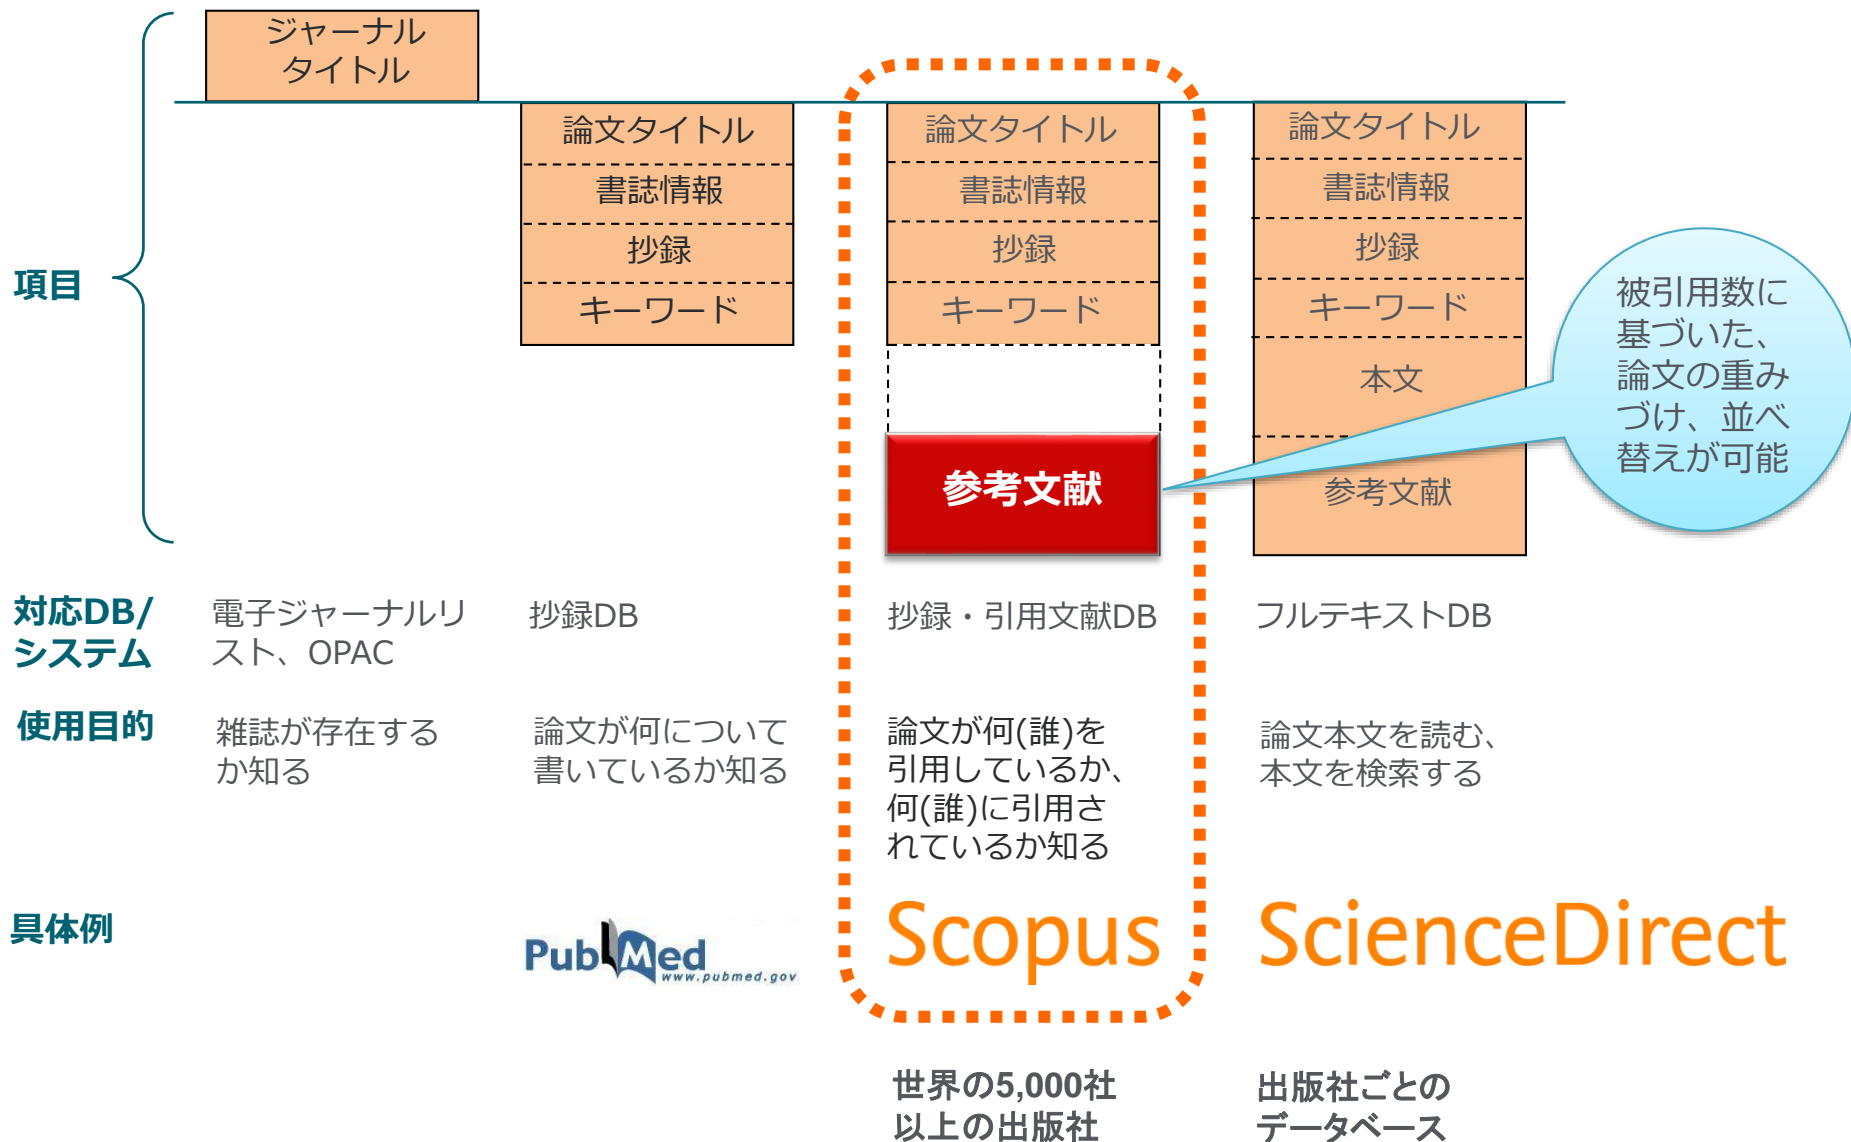 ジャーナル
タイトル
論文タイトル
書誌情報
抄録
キーワード
論文タイトル
書誌情報
抄録
キーワード
参考文献
論文タイトル
書誌情報
抄録
キーワード
本文
参考文献
被引用数に
基づいた、
論文の重み
づけ、並べ
替えが可能
項目
対応DB/
システム
電子ジャーナルリ
スト、OPAC
抄録DB
抄録・引用文献DB
フルテキストDB
使用目的
雑誌が存在する
か知る
論文が何について
書いているか知る
論文が何(誰)を
引用しているか、
何(誰)に引用さ
れているか知る
論文本文を読む、
本文を検索する
具体例
PubMed
www.pubmed.gov
Scopus
ScienceDirect
世界の5,000社
以上の出版社
出版社ごとの
データベース